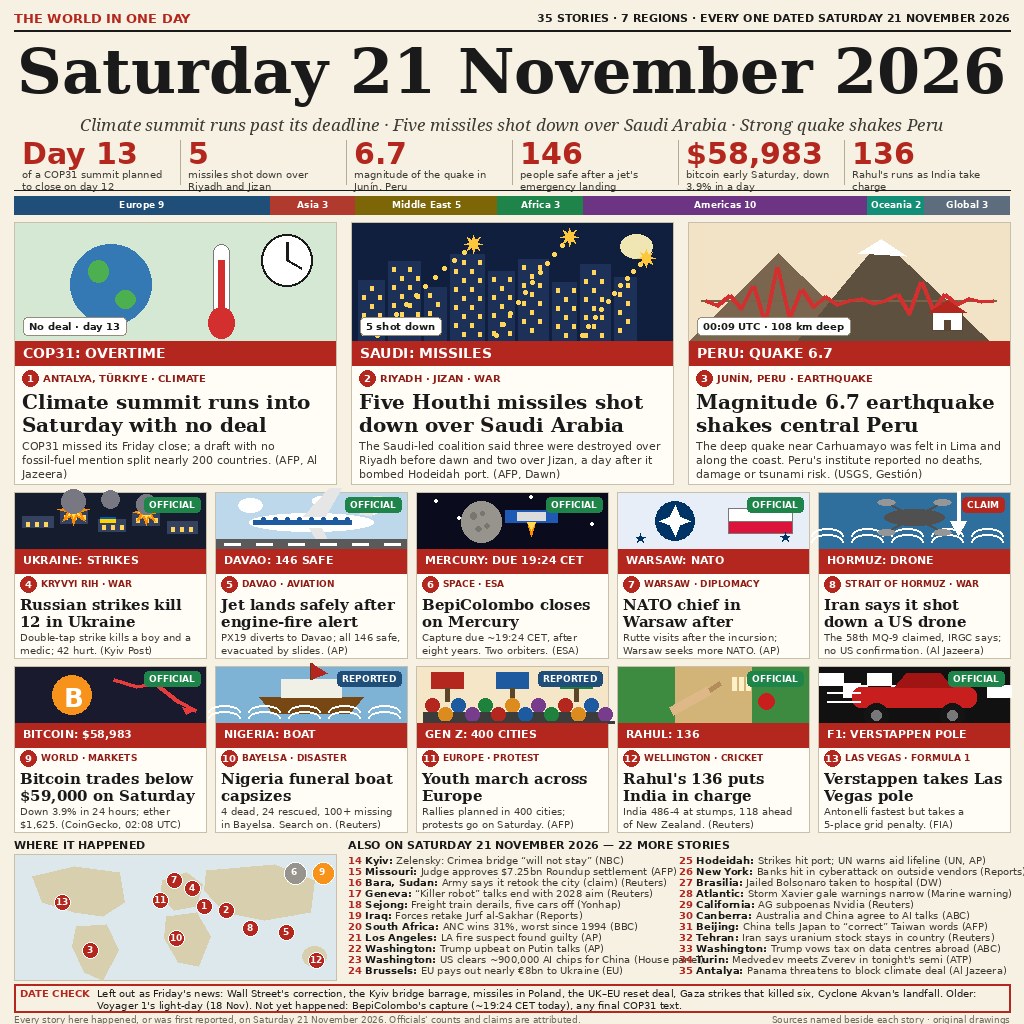 THE WORLD IN ONE DAY
35 STORIES · 7 REGIONS · EVERY ONE DATED SATURDAY 21 NOVEMBER 2026
Saturday 21 November 2026
Climate summit runs past its deadline · Five missiles shot down over Saudi Arabia · Strong quake shakes Peru
Day 13
of a COP31 summit planned
to close on day 12
5
missiles shot down over
Riyadh and Jizan
6.7
magnitude of the quake in
Junín, Peru
146
people safe after a jet's
emergency landing
$58,983
bitcoin early Saturday, down
3.9% in a day
136
Rahul's runs as India take
charge
Europe 9
Asia 3
Middle East 5
Africa 3
Americas 10
Oceania 2
Global 3
No deal · day 13
COP31: OVERTIME
1 ANTALYA, TÜRKIYE · CLIMATE
Climate summit runs into
Saturday with no deal
COP31 missed its Friday close; a draft with no
fossil-fuel mention split nearly 200 countries. (AFP, Al
Jazeera)
5 shot down
SAUDI: MISSILES
2 RIYADH · JIZAN · WAR
Five Houthi missiles shot
down over Saudi Arabia
The Saudi-led coalition said three were destroyed over
Riyadh before dawn and two over Jizan, a day after it
bombed Hodeidah port. (AFP, Dawn)
00:09 UTC · 108 km deep
PERU: QUAKE 6.7
3 JUNÍN, PERU · EARTHQUAKE
Magnitude 6.7 earthquake
shakes central Peru
The deep quake near Carhuamayo was felt in Lima and
along the coast. Peru's institute reported no deaths,
damage or tsunami risk. (USGS, Gestión)
OFFICIAL
UKRAINE: STRIKES
4 KRYVYI RIH · WAR
Russian strikes kill
12 in Ukraine
Double-tap strike kills a boy and a
medic; 42 hurt. (Kyiv Post)
OFFICIAL
DAVAO: 146 SAFE
5 DAVAO · AVIATION
Jet lands safely after
engine-fire alert
PX19 diverts to Davao; all 146 safe,
evacuated by slides. (AP)
OFFICIAL
MERCURY: DUE 19:24 CET
6 SPACE · ESA
BepiColombo closes
on Mercury
Capture due ~19:24 CET, after
eight years. Two orbiters. (ESA)
OFFICIAL
WARSAW: NATO
7 WARSAW · DIPLOMACY
NATO chief in
Warsaw after
Rutte visits after the incursion;
Warsaw seeks more NATO. (AP)
CLAIM
HORMUZ: DRONE
8 STRAIT OF HORMUZ · WAR
Iran says it shot
down a US drone
The 58th MQ-9 claimed, IRGC says;
no US confirmation. (Al Jazeera)
B
OFFICIAL
BITCOIN: $58,983
9 WORLD · MARKETS
Bitcoin trades below
$59,000 on Saturday
Down 3.9% in 24 hours; ether
$1,625. (CoinGecko, 02:08 UTC)
REPORTED
NIGERIA: BOAT
10 BAYELSA · DISASTER
Nigeria funeral boat
capsizes
4 dead, 24 rescued, 100+ missing
in Bayelsa. Search on. (Reuters)
REPORTED
GEN Z: 400 CITIES
11 EUROPE · PROTEST
Youth march across
Europe
Rallies planned in 400 cities;
protests go on Saturday. (AFP)
OFFICIAL
RAHUL: 136
12 WELLINGTON · CRICKET
Rahul's 136 puts
India in charge
India 486-4 at stumps, 118 ahead
of New Zealand. (Reuters)
OFFICIAL
F1: VERSTAPPEN POLE
13 LAS VEGAS · FORMULA 1
Verstappen takes Las
Vegas pole
Antonelli fastest but takes a
5-place grid penalty. (FIA)
WHERE IT HAPPENED
6 9
7
4
13 11 1 2
8 5
10
3 12
ALSO ON SATURDAY 21 NOVEMBER 2026 — 22 MORE STORIES
14 Kyiv: Zelensky: Crimea bridge “will not stay” (NBC)
15 Missouri: Judge approves $7.25bn Roundup settlement (AFP)
16 Bara, Sudan: Army says it retook the city (claim) (Reuters)
17 Geneva: “Killer robot” talks end with 2028 aim (Reuters)
18 Sejong: Freight train derails, five cars off (Yonhap)
19 Iraq: Forces retake Jurf al-Sakhar (Reports)
20 South Africa: ANC wins 31%, worst since 1994 (BBC)
21 Los Angeles: LA fire suspect found guilty (AP)
22 Washington: Trump upbeat on Putin talks (AP)
23 Washington: US clears ~900,000 AI chips for China (House panel)
24 Brussels: EU pays out nearly €8bn to Ukraine (EU)
25 Hodeidah: Strikes hit port; UN warns aid lifeline (UN, AP)
26 New York: Banks hit in cyberattack on outside vendors (Reports)
27 Brasilia: Jailed Bolsonaro taken to hospital (DW)
28 Atlantic: Storm Xavier gale warnings narrow (Marine warning)
29 California: AG subpoenas Nvidia (Reuters)
30 Canberra: Australia and China agree to AI talks (ABC)
31 Beijing: China tells Japan to “correct” Taiwan words (AFP)
32 Tehran: Iran says uranium stock stays in country (Reuters)
33 Washington: Trump vows tax on data centres abroad (ABC)
34 Turin: Medvedev meets Zverev in tonight's semi (ATP)
35 Antalya: Panama threatens to block climate deal (Al Jazeera)
DATE CHECK Left out as Friday's news: Wall Street's correction, the Kyiv bridge barrage, missiles in Poland, the UK–EU reset deal, Gaza strikes that killed six, Cyclone Akvan's landfall. Older:
Voyager 1's light-day (18 Nov). Not yet happened: BepiColombo's capture (~19:24 CET today), any final COP31 text.
Every story here happened, or was first reported, on Saturday 21 November 2026. Officials' counts and claims are attributed.
Sources named beside each story · original drawings